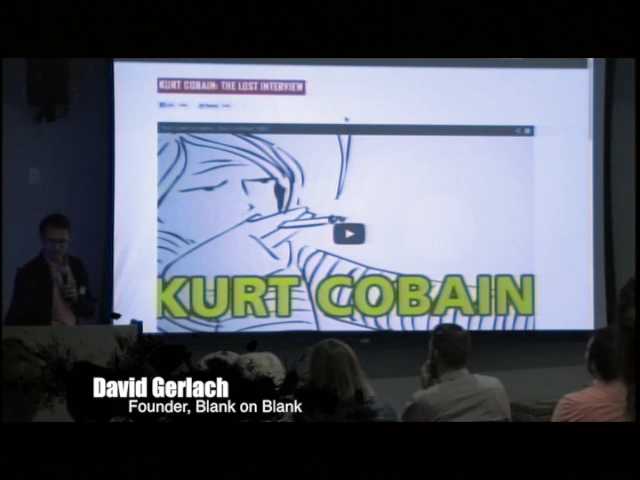 KURT COBAIN: THE LOST INTERVIEW
KURT COBAIN
David Gerlach
Founder, Blank on Blank